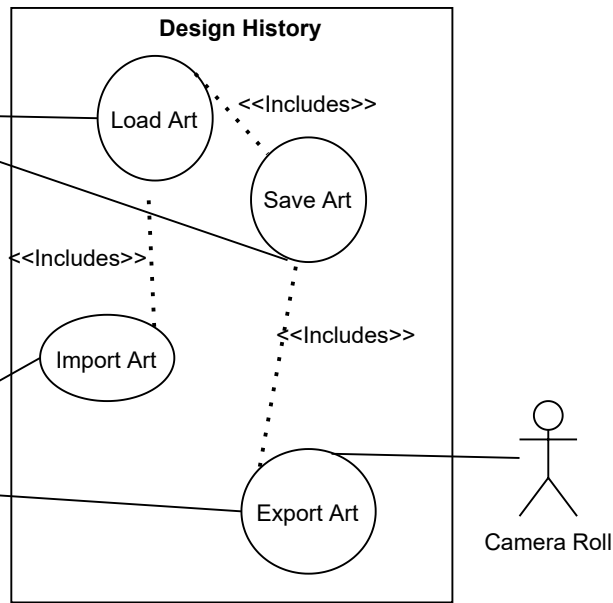 Design History
<<Includes>>
Load Art
Save Art
<<Includes>>
<<Includes>>
Import Art
Export Art
Camera Roll